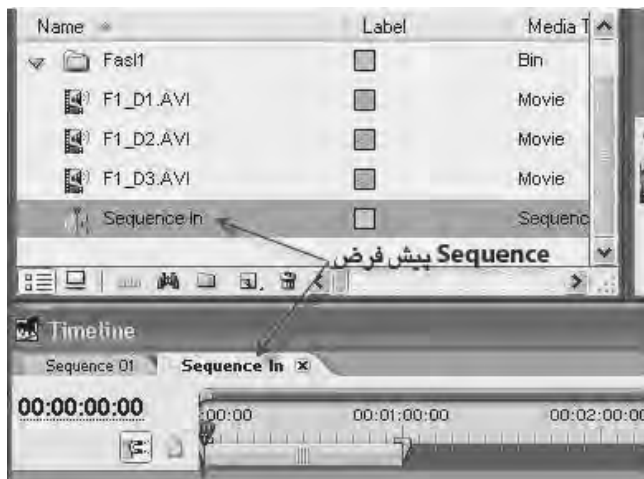 Name Label Media T
Fasl1 Bin
F1_D1.AVI Movie
F1_D2.AVI Movie
F1_D3.AVI Movie
Sequence In Sequenc
Sequence پیش فرض
Timeline
Sequence 01 Sequence In
00:00:00:00 :00:00 00:01:00:00 00:02:00:00